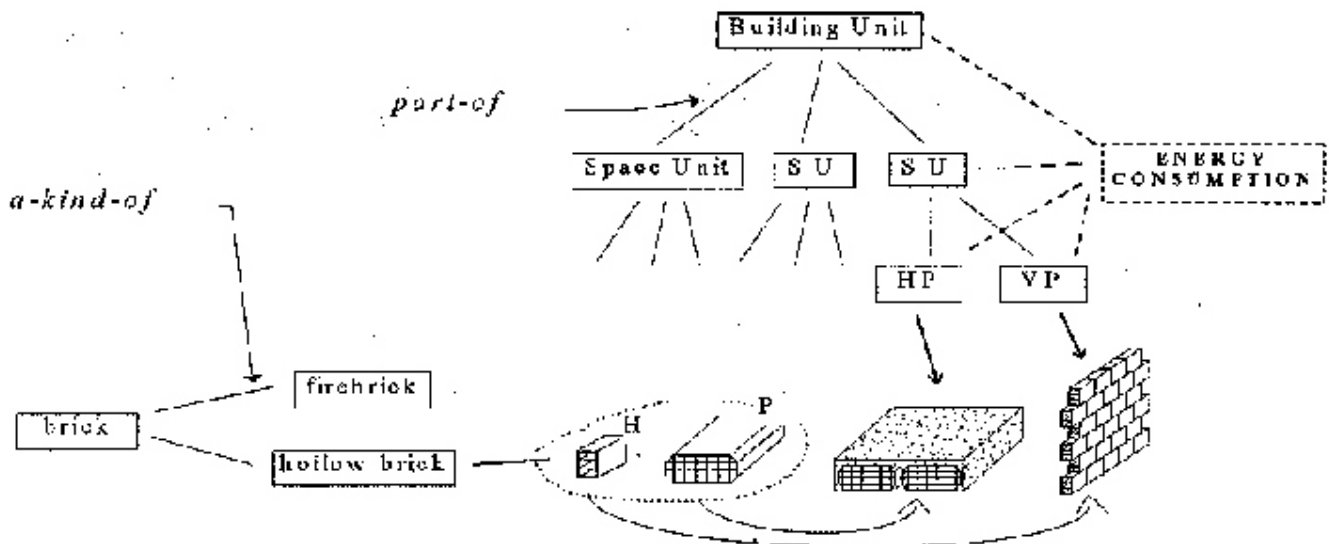 Building Unit
part-of
Space Unit
S U
S U
ENERGY
CONSUMPTION
a-kind-of
HP
VP
firebrick
brick
hollow brick
H
P